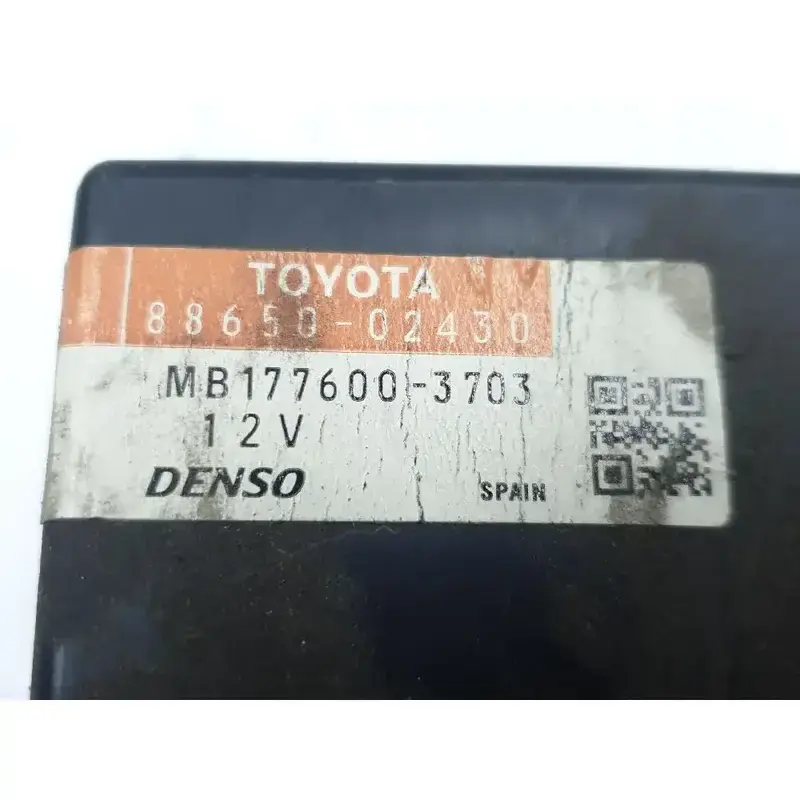 TOYOTA
88650-02430
MB177600-3703
12V
DENSO
SPAIN